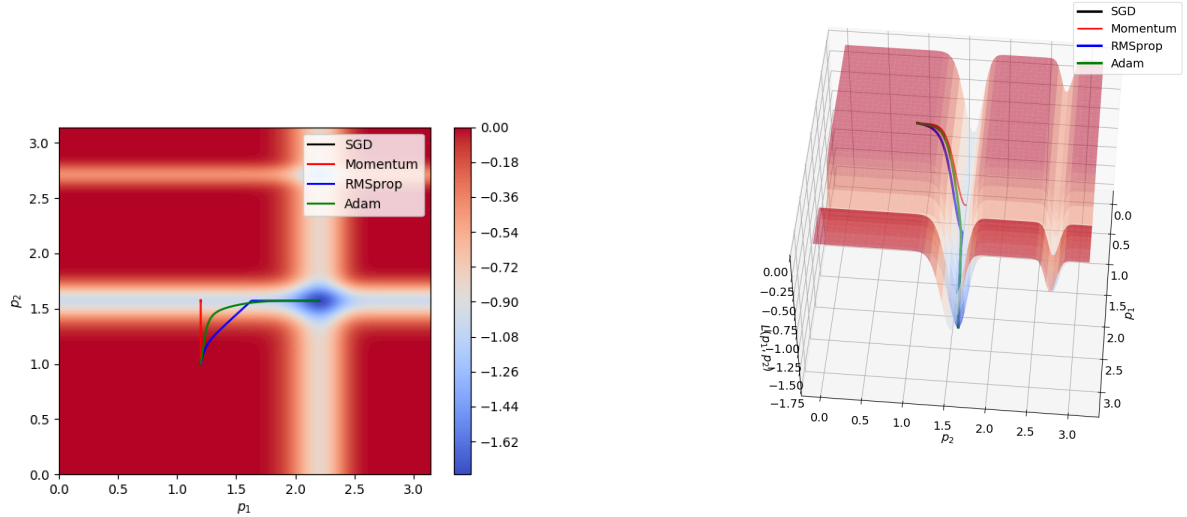 3.0
2.5
2.0
1.5
1.0
0.5
0.0
p₂
0.0 0.5 1.0 1.5 2.0 2.5 3.0
p₁
SGD
Momentum
RMSprop
Adam
0.00
−0.18
−0.36
−0.54
−0.72
−0.90
−1.08
−1.26
−1.44
−1.62
SGD
Momentum
RMSprop
Adam
0.00
−0.25
−0.50
−0.75
−1.00
−1.25
−1.50
−1.75
L(p₁, p₂)
0.0 0.5 1.0 1.5 2.0 2.5 3.0
p₂
0.0
0.5
1.0
1.5
2.0
2.5
3.0
p₁